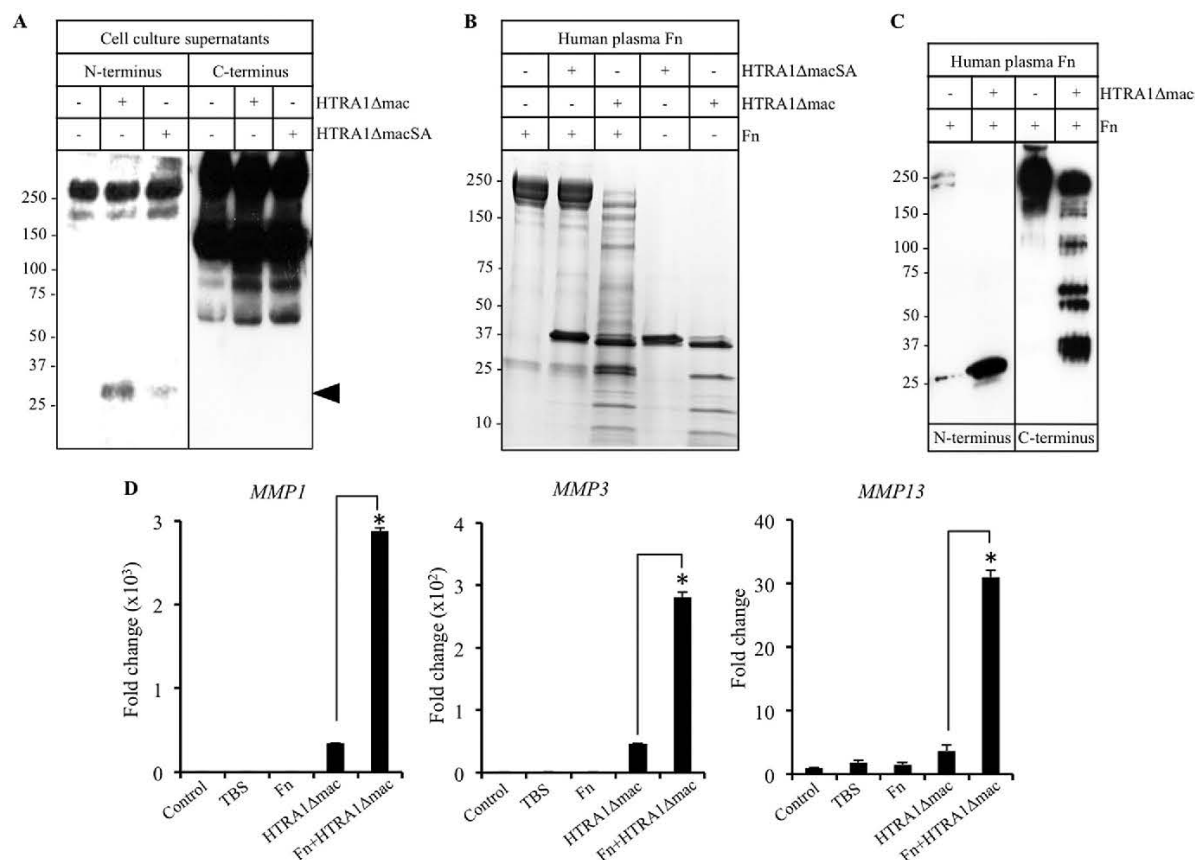 A
Cell culture supernatants
N-terminus C-terminus
- + - - + - HTRA1Δmac
- - + - - + HTRA1ΔmacSA
250
150
100
75
50
37
25
B
Human plasma Fn
- + - + - HTRA1ΔmacSA
- - + - + HTRA1Δmac
+ + + - - Fn
250
150
75
50
37
25
10
C
Human plasma Fn
- + - + HTRA1Δmac
+ + + + Fn
250
150
100
75
50
37
25
N-terminus C-terminus
D
MMP1
Fold change (x10³)
3
2
1
0
*
Control TBS Fn HTRA1Δmac Fn+HTRA1Δmac
MMP3
Fold change (x10²)
4
3
2
1
0
*
Control TBS Fn HTRA1Δmac Fn+HTRA1Δmac
MMP13
Fold change
40
30
20
10
0
*
Control TBS Fn HTRA1Δmac Fn+HTRA1Δmac